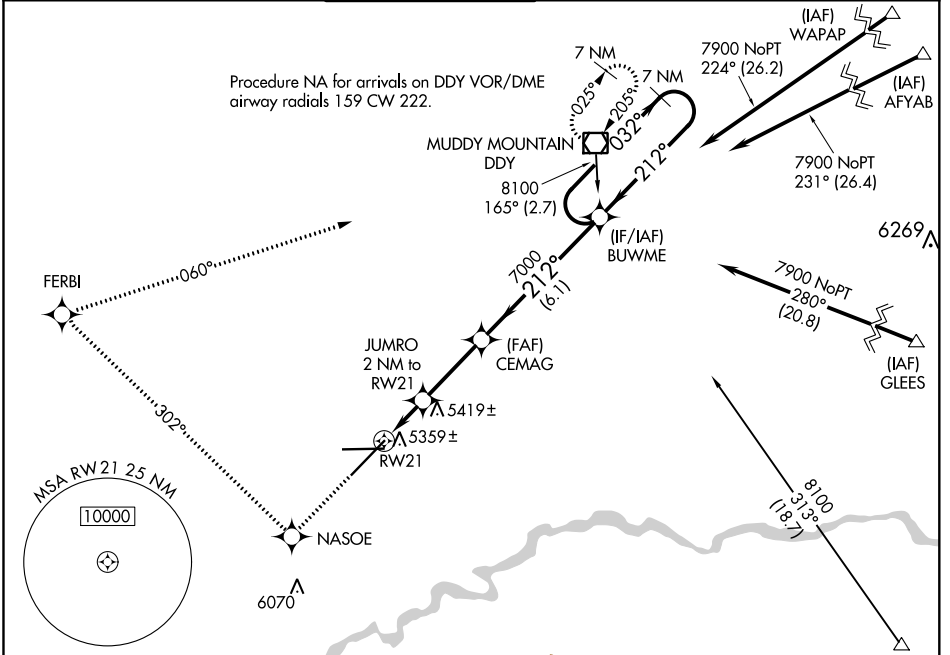 (IAF)
WAPAP
7 NM
7900 NoPT
224° (26.2)
Procedure NA for arrivals on DDY VOR/DME
airway radials 159 CW 222.
025°
205°
7 NM
(IAF)
AFYAB
032°
MUDDY MOUNTAIN
DDY
212°
7900 NoPT
231° (26.4)
8100
165° (2.7)
(IF/IAF)
BUWME
6269
060°
7000
212°
(6.1)
7900 NoPT
280°
(20.8)
FERBI
JUMRO
2 NM to
RW21
(FAF)
CEMAG
(IAF)
GLEES
5419±
302°
5359±
RW21
MSA RW21 25 NM
10000
8100
313°
(18.7)
NASOE
6070